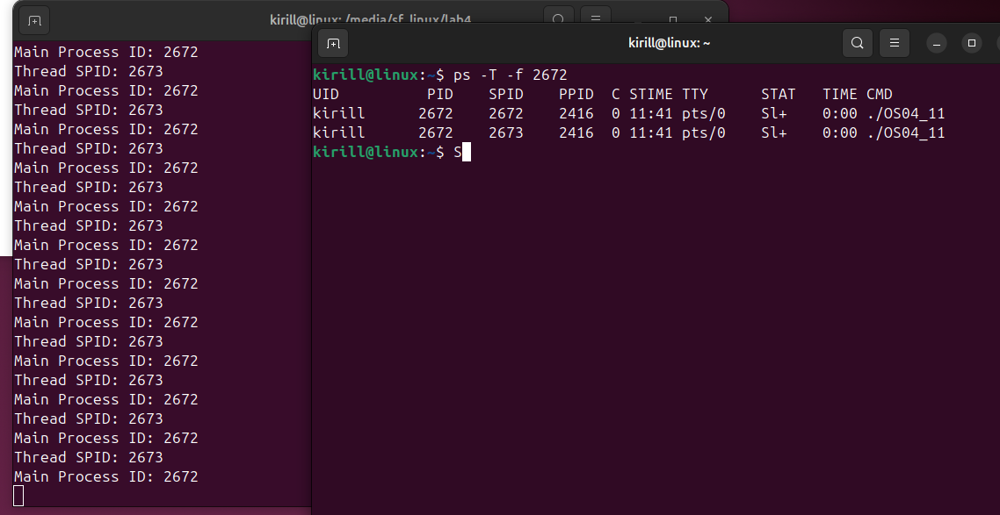 kirill@linux: /media/sf_linux/lab4
Main Process ID: 2672
Thread SPID: 2673
Main Process ID: 2672
Thread SPID: 2673
Main Process ID: 2672
Thread SPID: 2673
Main Process ID: 2672
Thread SPID: 2673
Main Process ID: 2672
Thread SPID: 2673
Main Process ID: 2672
Thread SPID: 2673
Main Process ID: 2672
Thread SPID: 2673
Main Process ID: 2672
Thread SPID: 2673
Main Process ID: 2672
Thread SPID: 2673
Main Process ID: 2672
Thread SPID: 2673
Main Process ID: 2672
Thread SPID: 2673
Main Process ID: 2672
kirill@linux: ~
kirill@linux:~$ ps -T -f 2672
UID PID SPID PPID C STIME TTY STAT TIME CMD
kirill 2672 2672 2416 0 11:41 pts/0 Sl+ 0:00 ./OS04_11
kirill 2672 2673 2416 0 11:41 pts/0 Sl+ 0:00 ./OS04_11
kirill@linux:~$ S